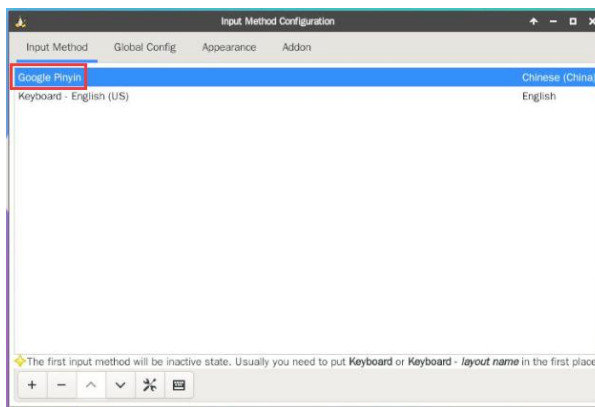 Input Method Configuration
Input Method Global Config Appearance Addon
Google Pinyin Chinese (China)
Keyboard - English (US) English
The first input method will be inactive state. Usually you need to put Keyboard or Keyboard - layout name in the first place